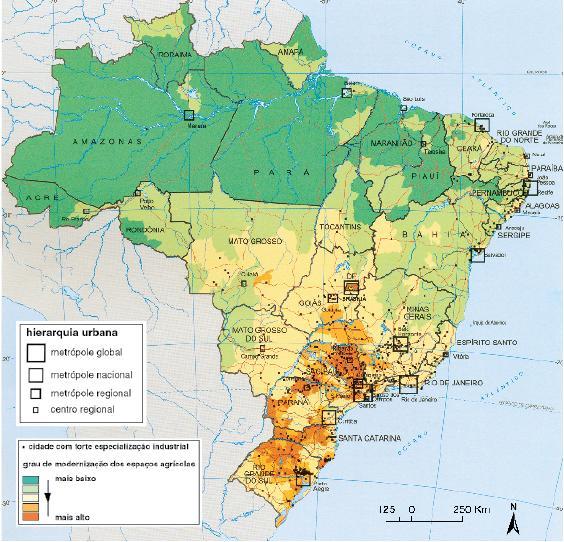 RORAIMA
AMAPÁ
OCEANO
ATLÂNTICO
Belém
São Luís
Fortaleza
Manaus
AMAZONAS
PARÁ
MARANHÃO
Teresina
CEARÁ
RIO GRANDE
DO NORTE
Natal
PARAÍBA
João
Pessoa
Recife
PIAUÍ
PERNAMBUCO
ALAGOAS
Maceió
ACRE
Rio Branco
Porto
Velho
RONDÔNIA
TOCANTINS
BAHIA
Aracaju
SERGIPE
Salvador
MATO GROSSO
Cuiabá
DF
BRASÍLIA
GOIÁS
Goiânia
MINAS
GERAIS
Belo
Horizonte
MATO GROSSO
DO SUL
Campo Grande
ESPÍRITO SANTO
Vitória
SÃO PAULO
RIO DE JANEIRO
Rio de Janeiro
Santos
PARANÁ
Curitiba
SANTA CATARINA
RIO
GRANDE
DO SUL
Porto
Alegre
OCEANO
ATLÂNTICO
hierarquia urbana
metrópole global
metrópole nacional
metrópole regional
centro regional
• cidade com forte especialização industrial
grau de modernização dos espaços agrícolas
mais baixo
mais alto
125 0 250 Km
N